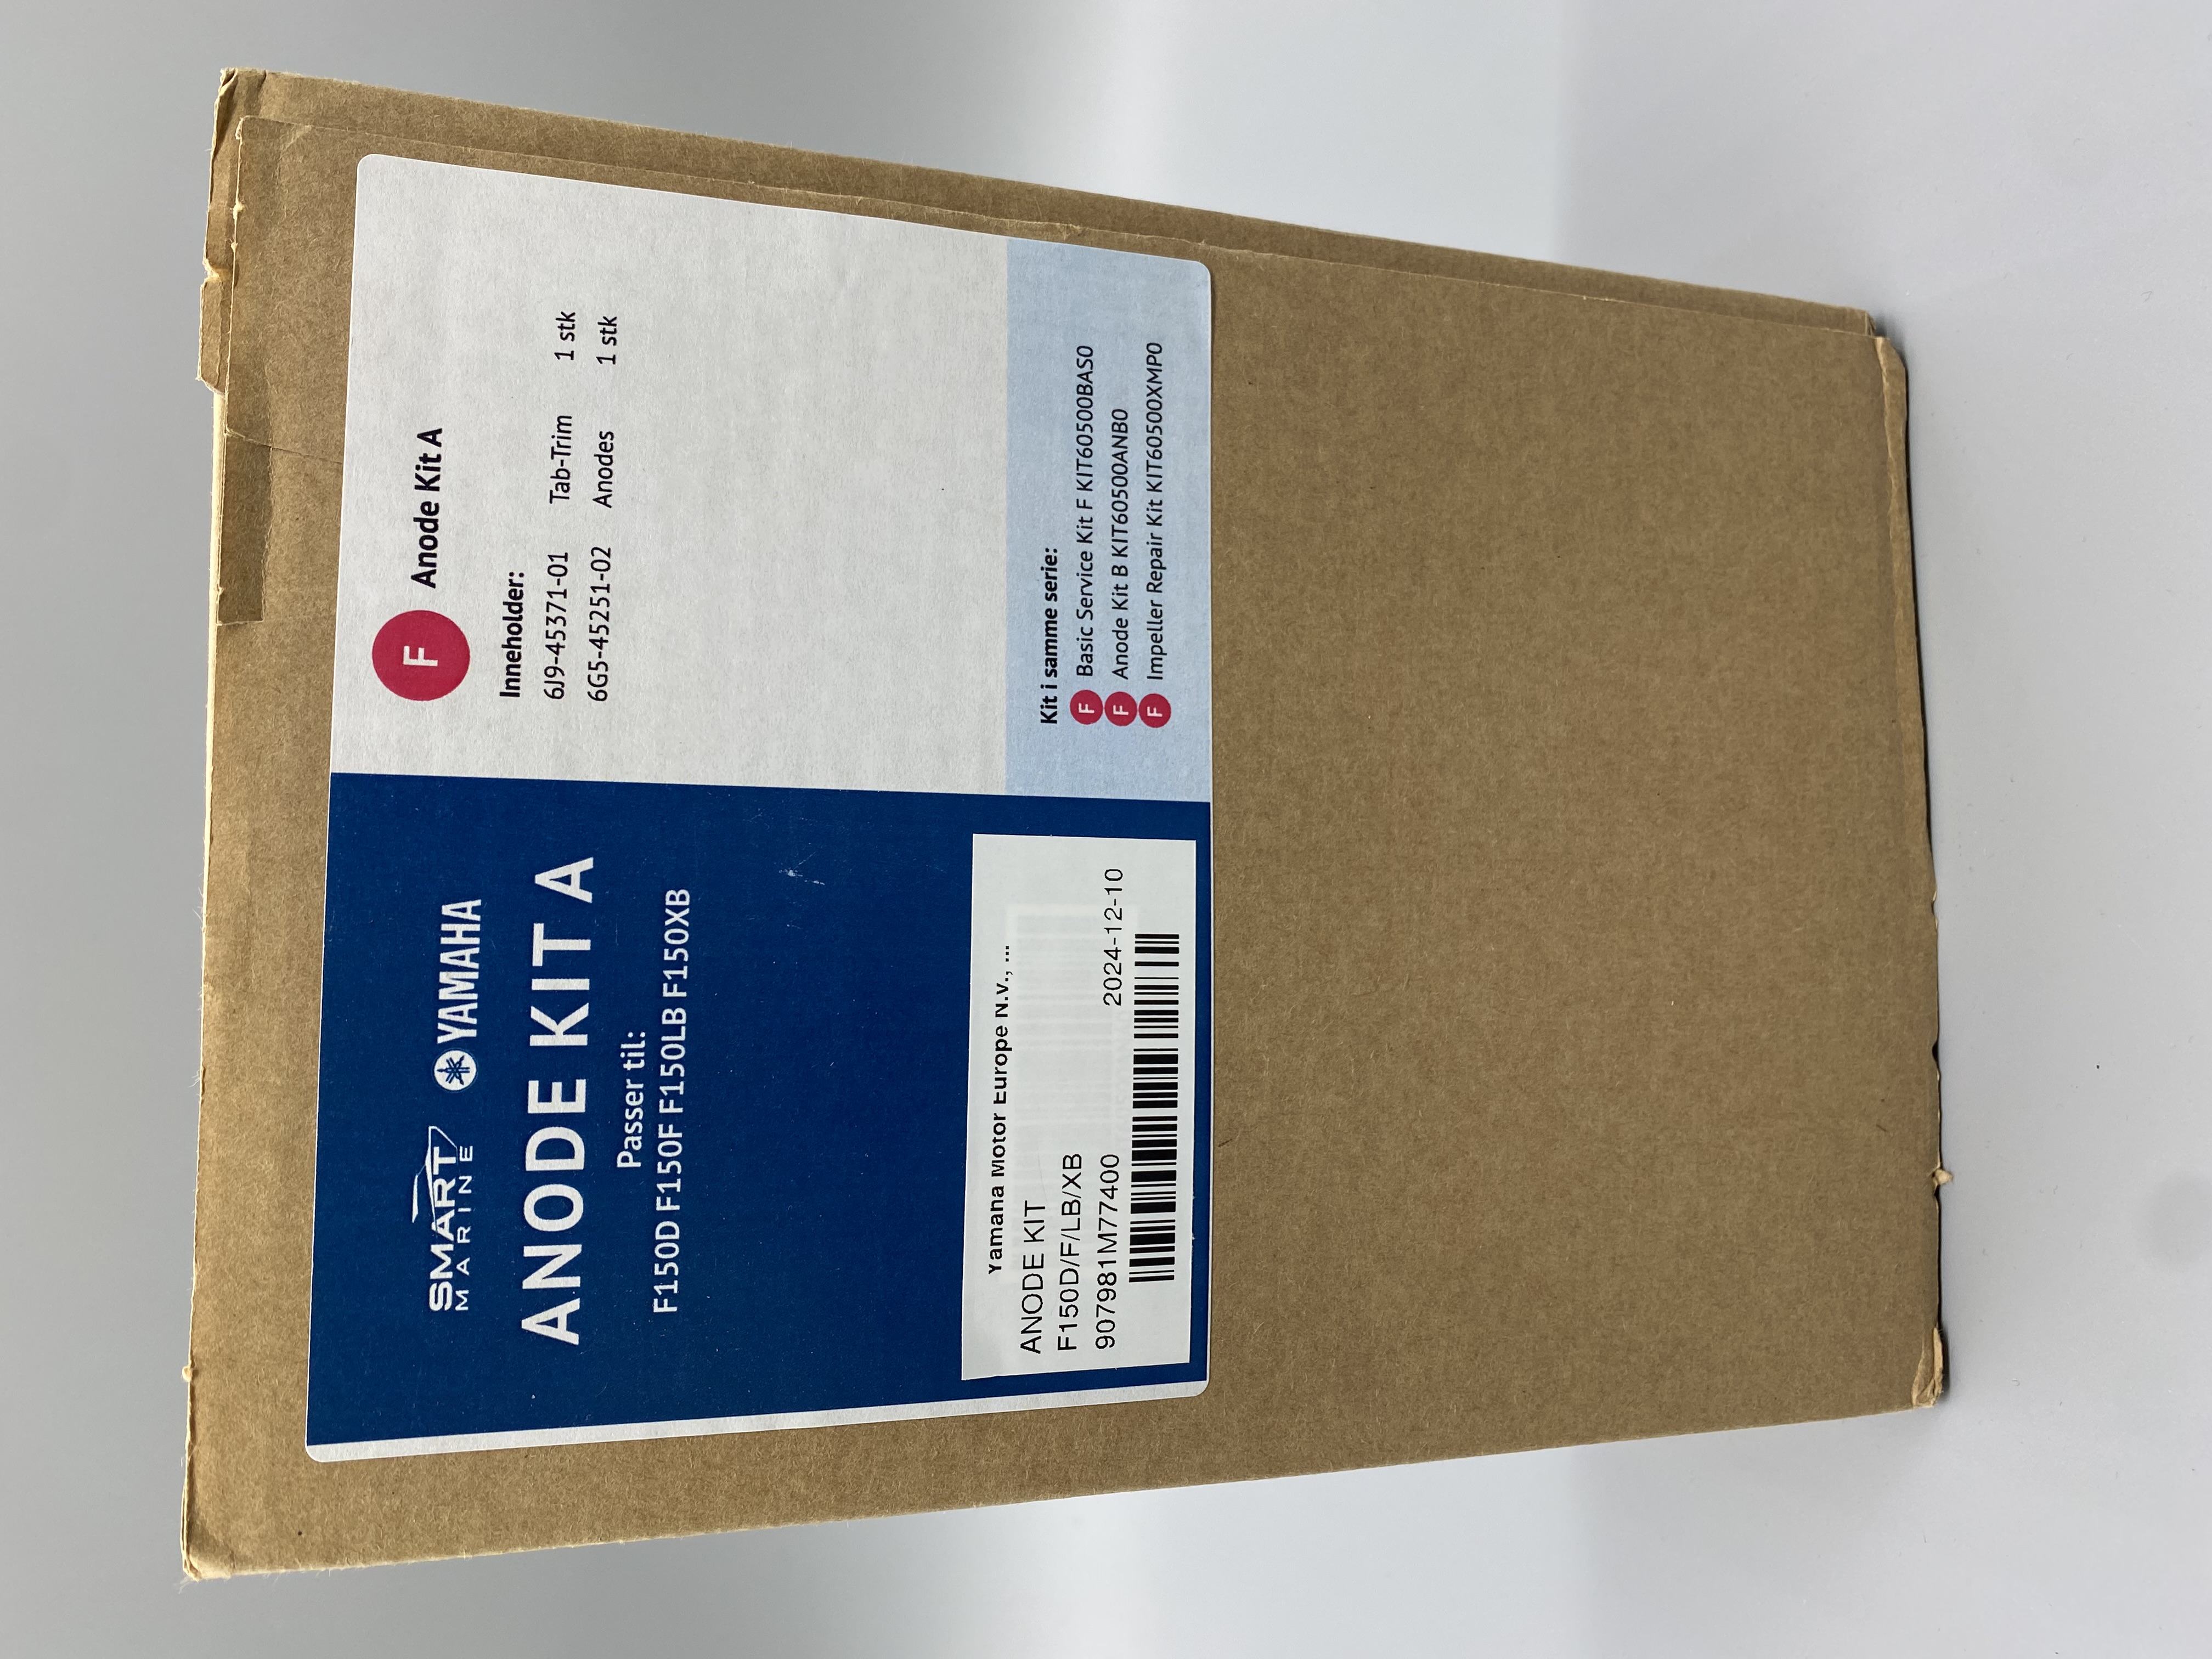 SMART
MARINE
YAMAHA
ANODE KIT A
Passer til:
F150D F150F F150LB F150XB
Yamaha Motor Europe N.V., ...
ANODE KIT
F150D/F/LB/XB
907981M77400 2024-12-10
F Anode Kit A
Inneholder:
6J9-45371-01 Tab-Trim 1 stk
6G5-45251-02 Anodes 1 stk
Kit i samme serie:
F Basic Service Kit F KIT60500BAS0
F Anode Kit B KIT60500ANB0
F Impeller Repair Kit KIT60500XMP0